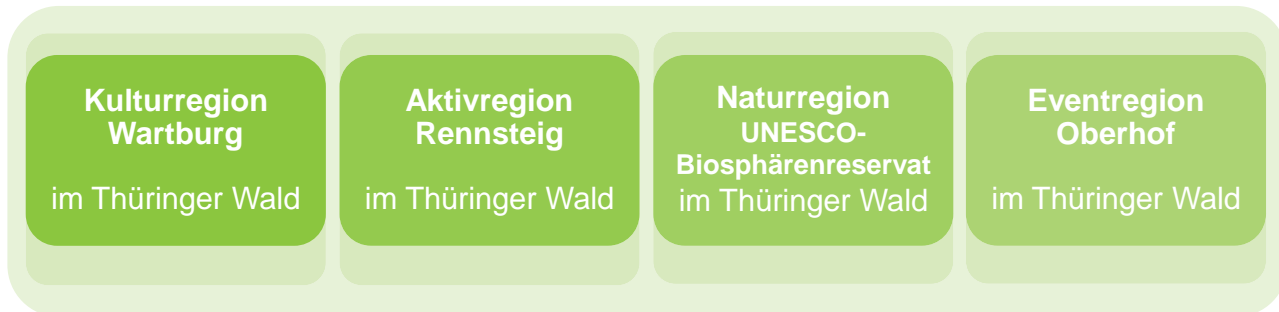 Kulturregion
Wartburg
im Thüringer Wald
Aktivregion
Rennsteig
im Thüringer Wald
Naturregion
UNESCO-
Biosphärenreservat
im Thüringer Wald
Eventregion
Oberhof
im Thüringer Wald